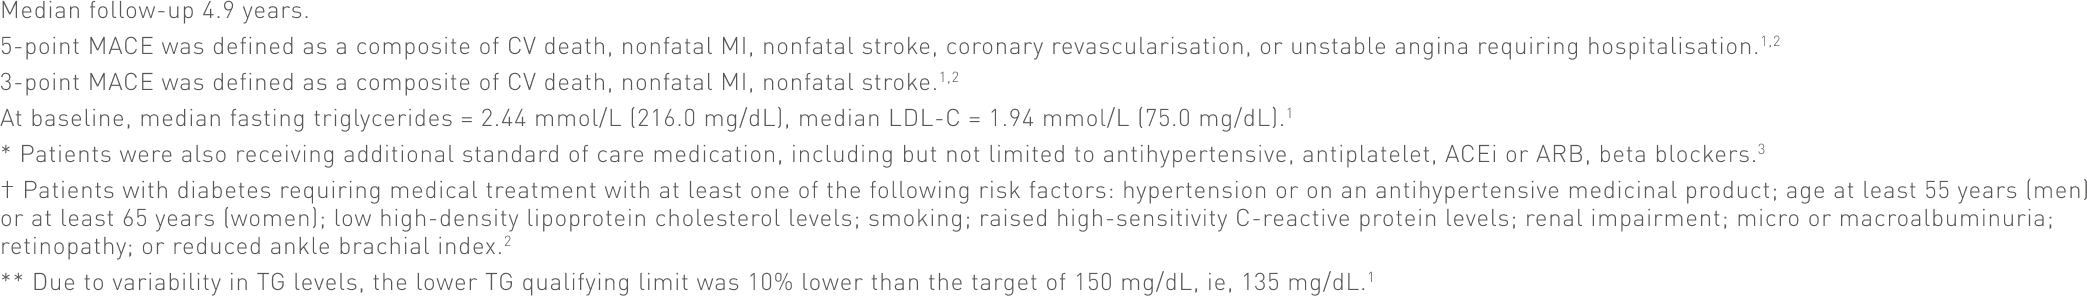 Median follow-up 4.9 years.
5-point MACE was defined as a composite of CV death, nonfatal MI, nonfatal stroke, coronary revascularisation, or unstable angina requiring hospitalisation.1,2
3-point MACE was defined as a composite of CV death, nonfatal MI, nonfatal stroke.1,2
At baseline, median fasting triglycerides = 2.44 mmol/L (216.0 mg/dL), median LDL-C = 1.94 mmol/L (75.0 mg/dL).1
* Patients were also receiving additional standard of care medication, including but not limited to antihypertensive, antiplatelet, ACEi or ARB, beta blockers.3
† Patients with diabetes requiring medical treatment with at least one of the following risk factors: hypertension or on an antihypertensive medicinal product; age at least 55 years (men)
or at least 65 years (women); low high-density lipoprotein cholesterol levels; smoking; raised high-sensitivity C-reactive protein levels; renal impairment; micro or macroalbuminuria;
retinopathy; or reduced ankle brachial index.2
** Due to variability in TG levels, the lower TG qualifying limit was 10% lower than the target of 150 mg/dL, ie, 135 mg/dL.1